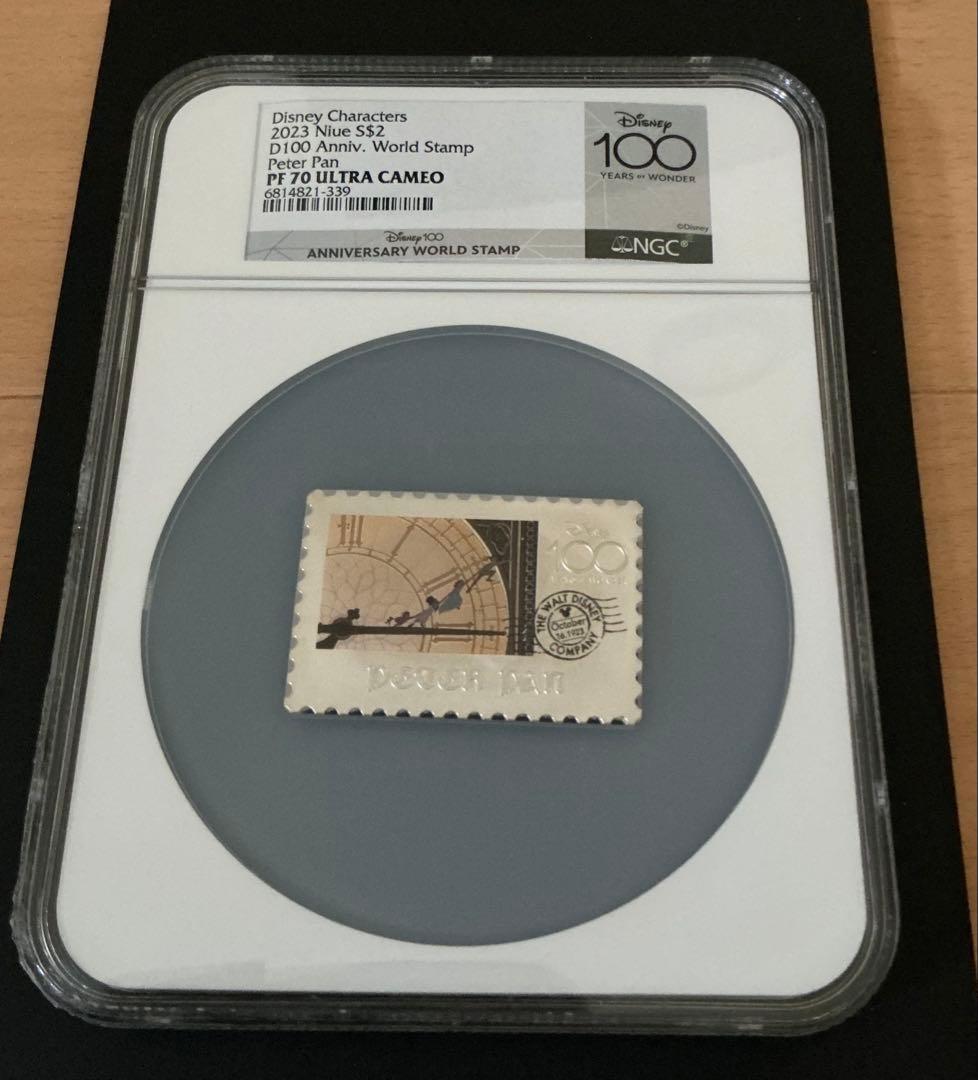 Disney Characters
2023 Niue S$2
D100 Anniv. World Stamp
Peter Pan
PF 70 ULTRA CAMEO
6814821-339
Disney
100
YEARS OF WONDER
©Disney
Disney100
ANNIVERSARY WORLD STAMP
NGC®
Disney
100
THE WALT DISNEY
October
16.1923
COMPANY
PETER PAN